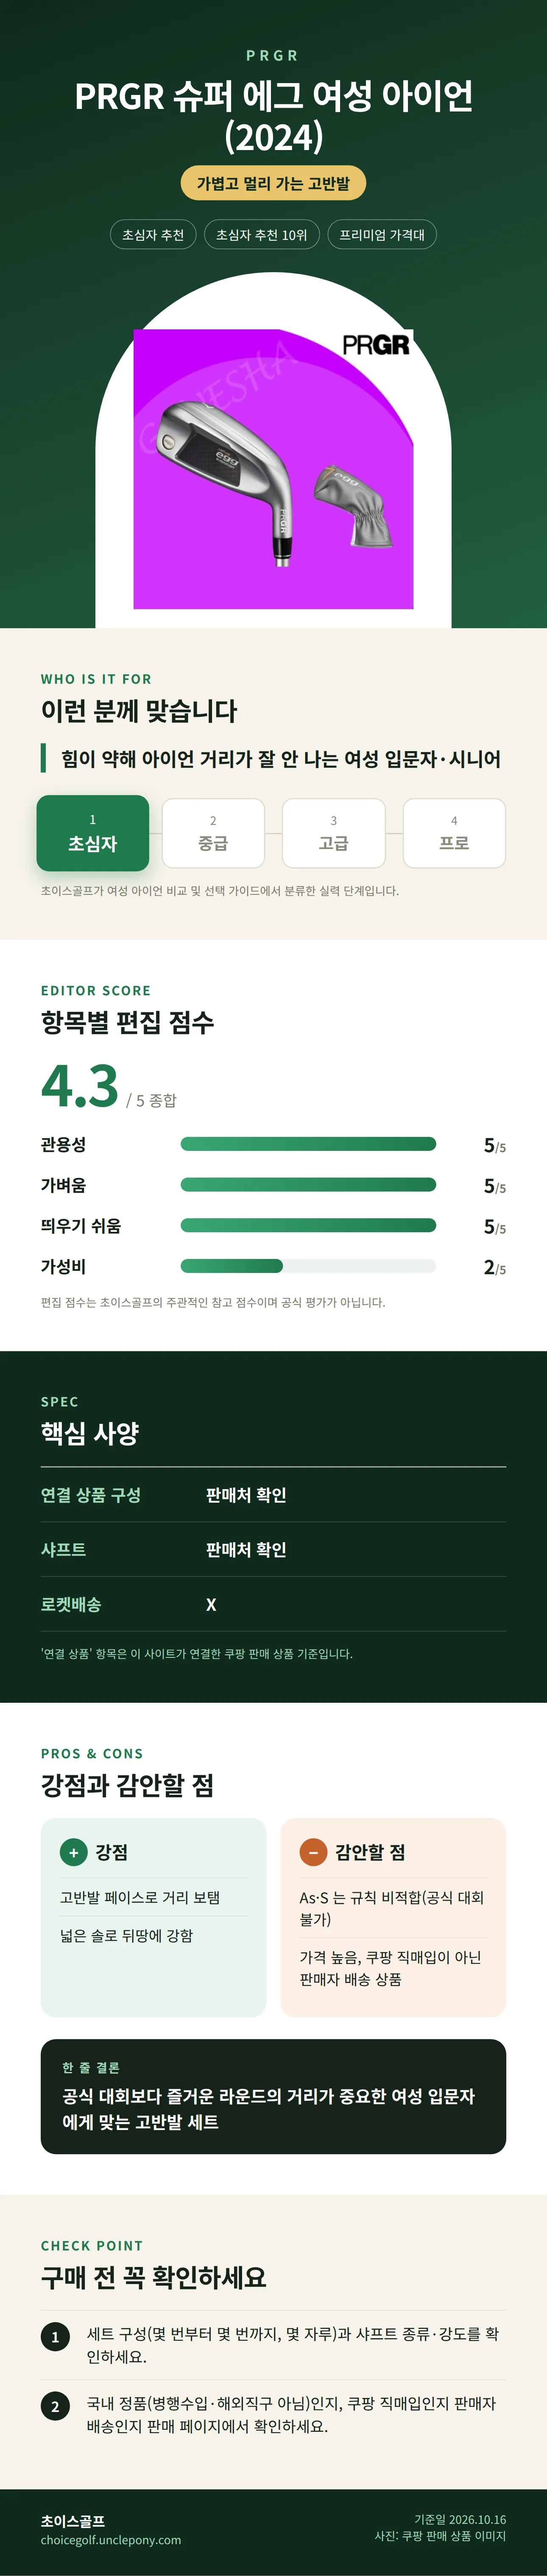 PRGR
PRGR 슈퍼 에그 여성 아이언
(2024)
가볍고 멀리 가는 고반발
초심자 추천
초심자 추천 10위
프리미엄 가격대
PRGR
GANESHA
egg
egg
PRGR
WHO IS IT FOR
이런 분께 맞습니다
힘이 약해 아이언 거리가 잘 안 나는 여성 입문자·시니어
1
초심자
2
중급
3
고급
4
프로
초이스골프가 여성 아이언 비교 및 선택 가이드에서 분류한 실력 단계입니다.
EDITOR SCORE
항목별 편집 점수
4.3 / 5 종합
관용성 5/5
가벼움 5/5
띄우기 쉬움 5/5
가성비 2/5
편집 점수는 초이스골프의 주관적인 참고 점수이며 공식 평가가 아닙니다.
SPEC
핵심 사양
연결 상품 구성 판매처 확인
샤프트 판매처 확인
로켓배송 X
'연결 상품' 항목은 이 사이트가 연결한 쿠팡 판매 상품 기준입니다.
PROS & CONS
강점과 감안할 점
+ 강점
고반발 페이스로 거리 보탬
넓은 솔로 뒤땅에 강함
− 감안할 점
As·S 는 규칙 비적합(공식 대회
불가)
가격 높음, 쿠팡 직매입이 아닌
판매자 배송 상품
한 줄 결론
공식 대회보다 즐거운 라운드의 거리가 중요한 여성 입문자
에게 맞는 고반발 세트
CHECK POINT
구매 전 꼭 확인하세요
1 세트 구성(몇 번부터 몇 번까지, 몇 자루)과 샤프트 종류·강도를 확
인하세요.
2 국내 정품(병행수입·해외직구 아님)인지, 쿠팡 직매입인지 판매자
배송인지 판매 페이지에서 확인하세요.
초이스골프
choicegolf.unclepony.com
기준일 2026.10.16
사진: 쿠팡 판매 상품 이미지